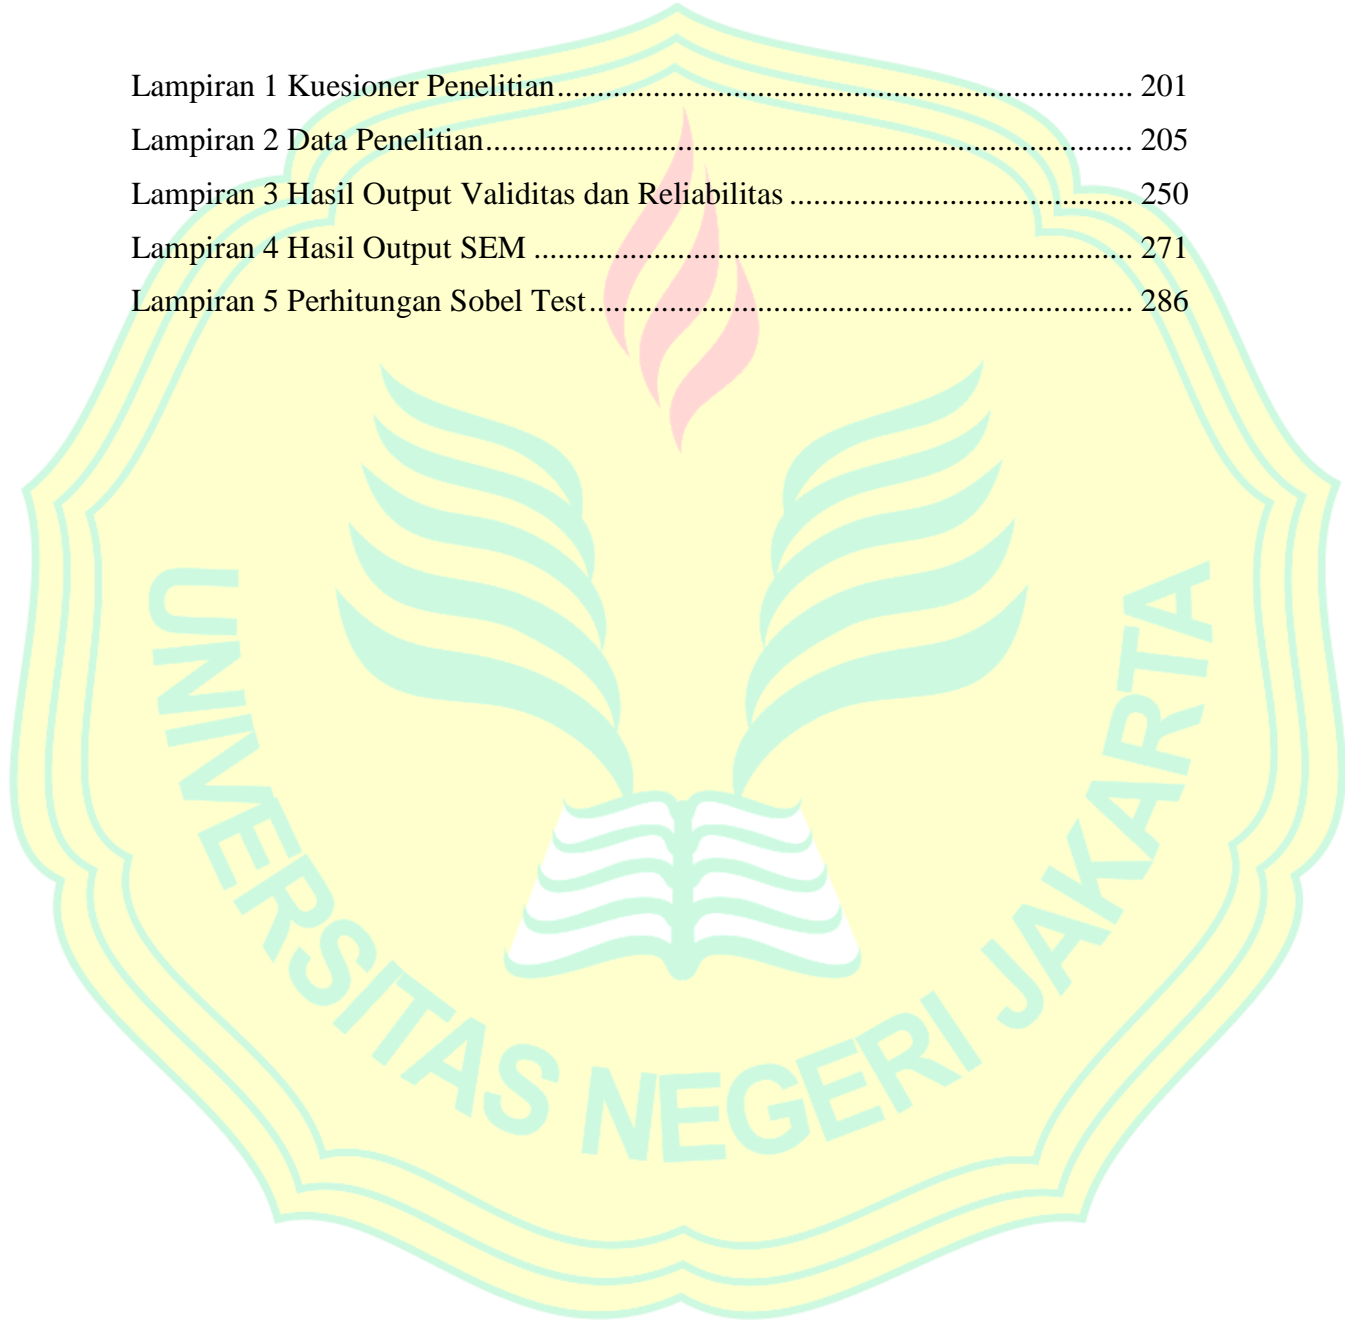 Lampiran 1 Kuesioner Penelitian........................................................................ 201
Lampiran 2 Data Penelitian................................................................................. 205
Lampiran 3 Hasil Output Validitas dan Reliabilitas ........................................... 250
Lampiran 4 Hasil Output SEM ........................................................................... 271
Lampiran 5 Perhitungan Sobel Test.................................................................... 286
UNIVERSITAS NEGERI JAKARTA